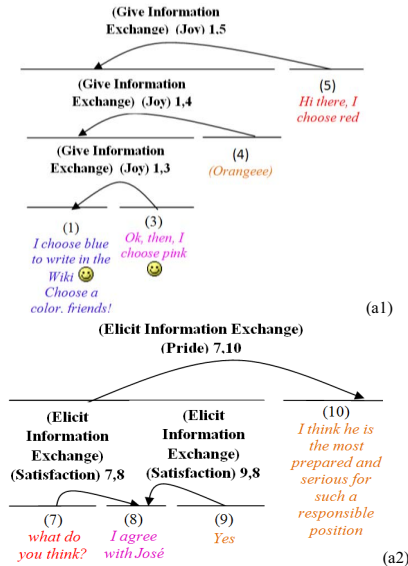 (Give Information
Exchange) (Joy) 1,5
(5)
Hi there, I
choose red
(Give Information
Exchange) (Joy) 1,4
(4)
(Orangeee)
(Give Information
Exchange) (Joy) 1,3
(1)
I choose blue
to write in the
Wiki
Choose a
color. friends!
(3)
Ok, then, I
choose pink
(a1)
(Elicit Information Exchange)
(Pride) 7,10
(10)
I think he is
the most
prepared and
serious for
such a
responsible
position
(Elicit
Information
Exchange)
(Satisfaction) 7,8
(Elicit
Information
Exchange)
(Satisfaction) 9,8
(7)
what do
you think?
(8)
I agree
with José
(9)
Yes
(a2)